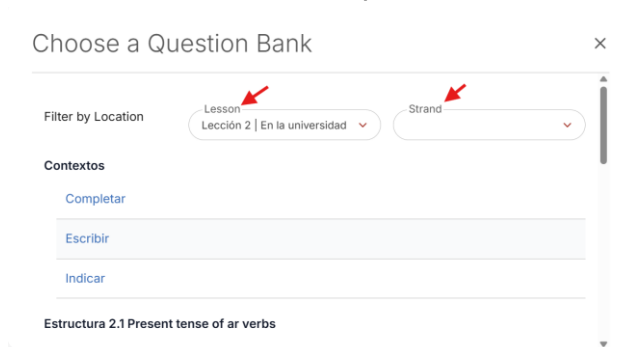 Choose a Question Bank
Filter by Location
Lesson
Lección 2 | En la universidad
Strand
Contextos
Completar
Escribir
Indicar
Estructura 2.1 Present tense of ar verbs